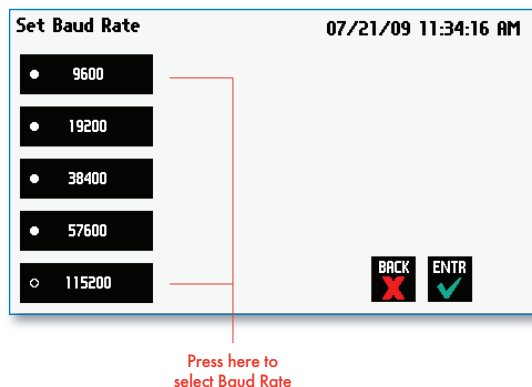 Set Baud Rate
07/21/09 11:34:16 AM
9600
19200
38400
57600
115200
BACK
ENTR
Press here to
select Baud Rate